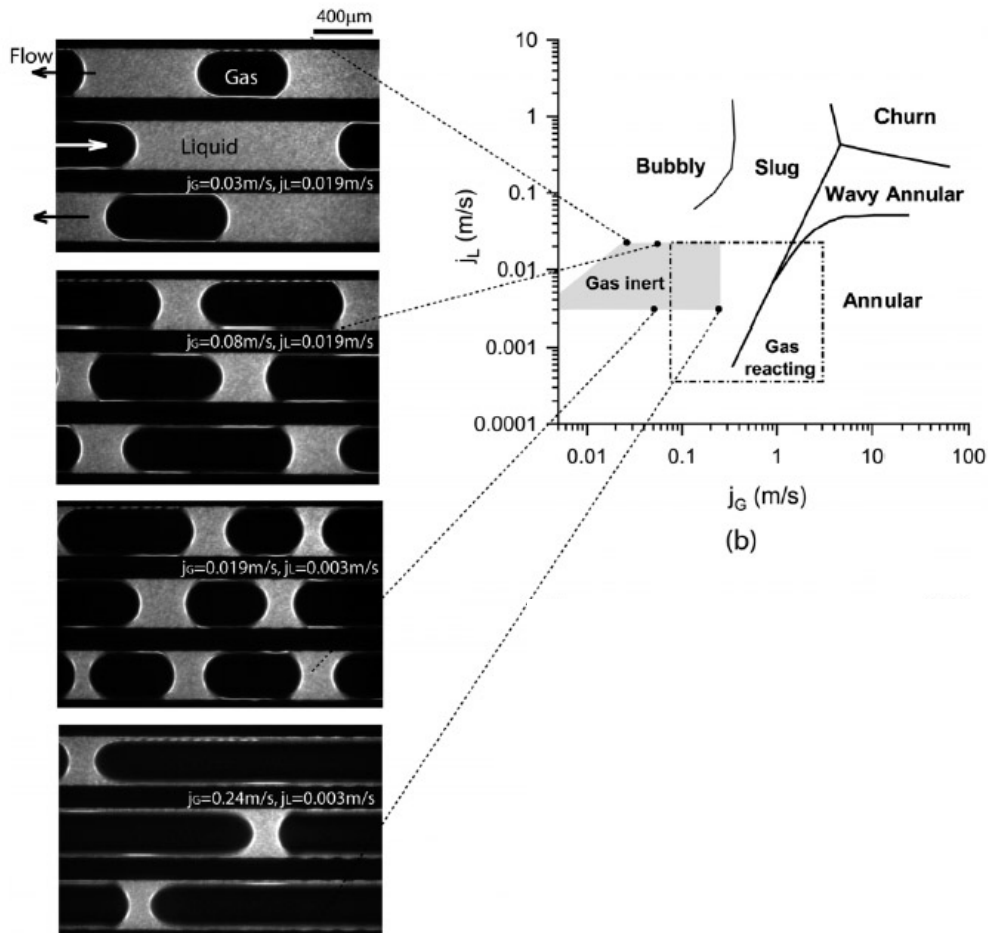 400μm
Flow
Gas
Liquid
jG=0.03m/s, jL=0.019m/s
jG=0.08m/s, jL=0.019m/s
jG=0.019m/s, jL=0.003m/s
jG=0.24m/s, jL=0.003m/s
10
1
0.1
0.01
0.001
0.0001
jL (m/s)
Bubbly
Slug
Churn
Wavy Annular
Gas inert
Annular
Gas
reacting
0.01
0.1
1
10
100
jG (m/s)
(b)